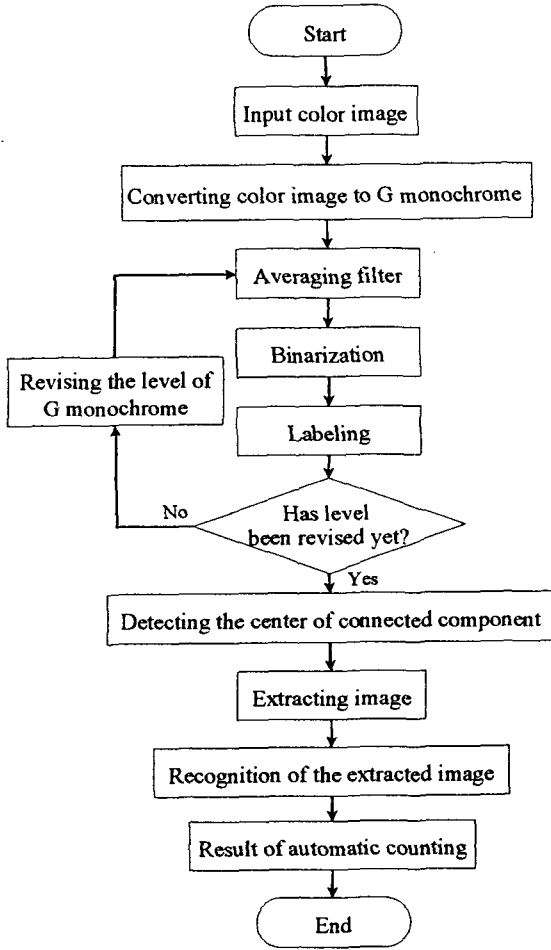 Start
Input color image
Converting color image to G monochrome
Averaging filter
Binarization
Revising the level of
G monochrome
Labeling
No
Has level
been revised yet?
Yes
Detecting the center of connected component
Extracting image
Recognition of the extracted image
Result of automatic counting
End